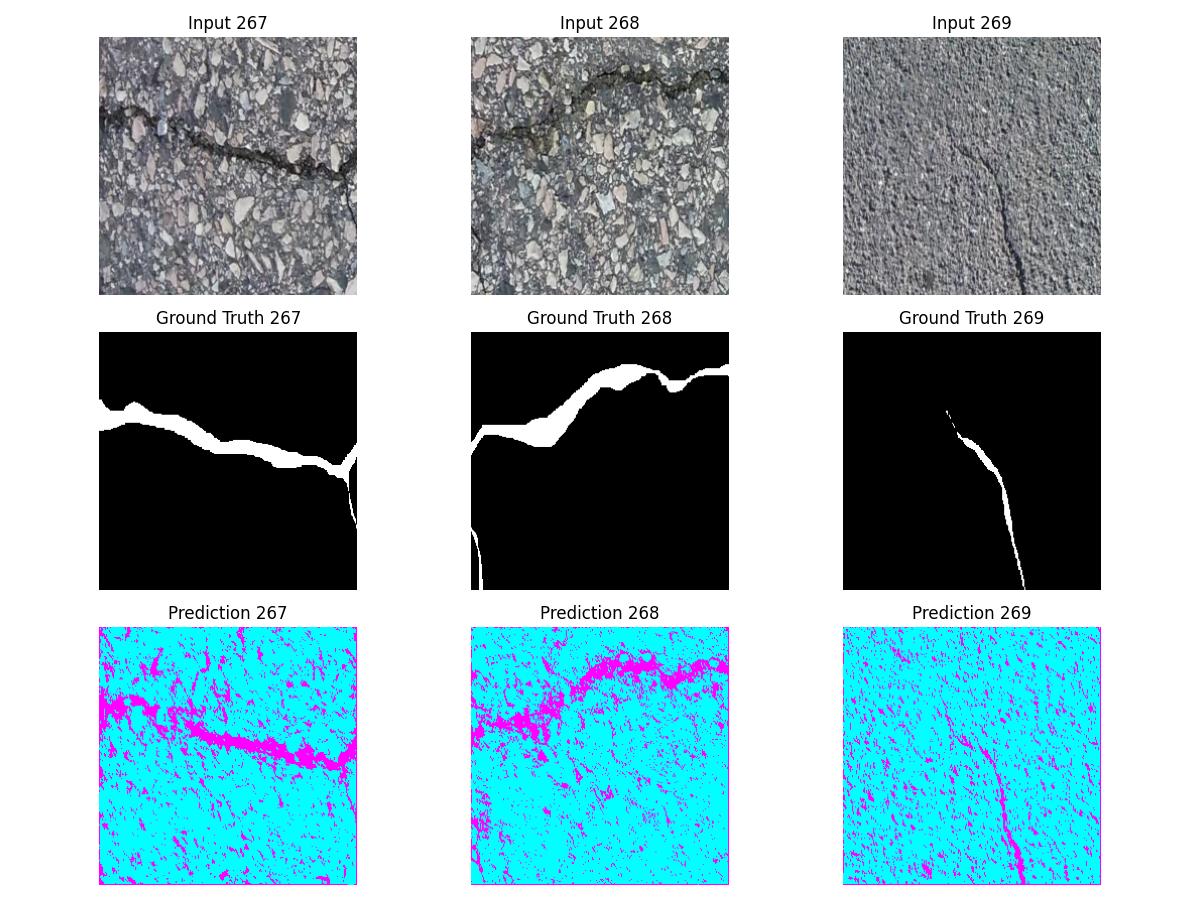 Input 267
Input 268
Input 269
Ground Truth 267
Ground Truth 268
Ground Truth 269
Prediction 267
Prediction 268
Prediction 269